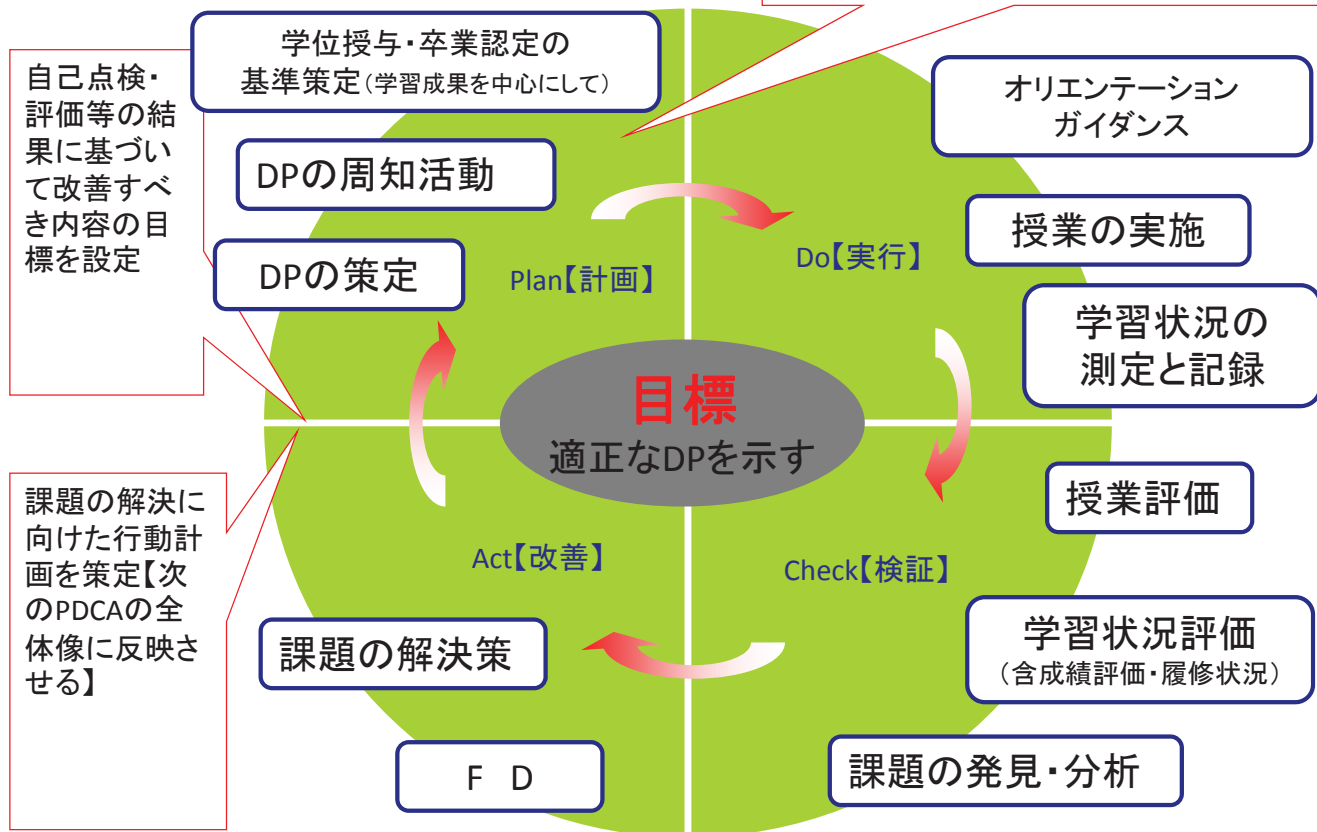 学位授与・卒業認定の
基準策定(学習成果を中心にして)
自己点検・
評価等の結
果に基づい
て改善すべ
き内容の目
標を設定
DPの周知活動
DPの策定
Plan【計画】
オリエンテーション
ガイダンス
Do【実行】
授業の実施
学習状況の
測定と記録
目標
適正なDPを示す
課題の解決に
向けた行動計
画を策定【次
のPDCAの全
体像に反映さ
せる】
Act【改善】
課題の解決策
F D
Check【検証】
授業評価
学習状況評価
(含成績評価・履修状況)
課題の発見・分析